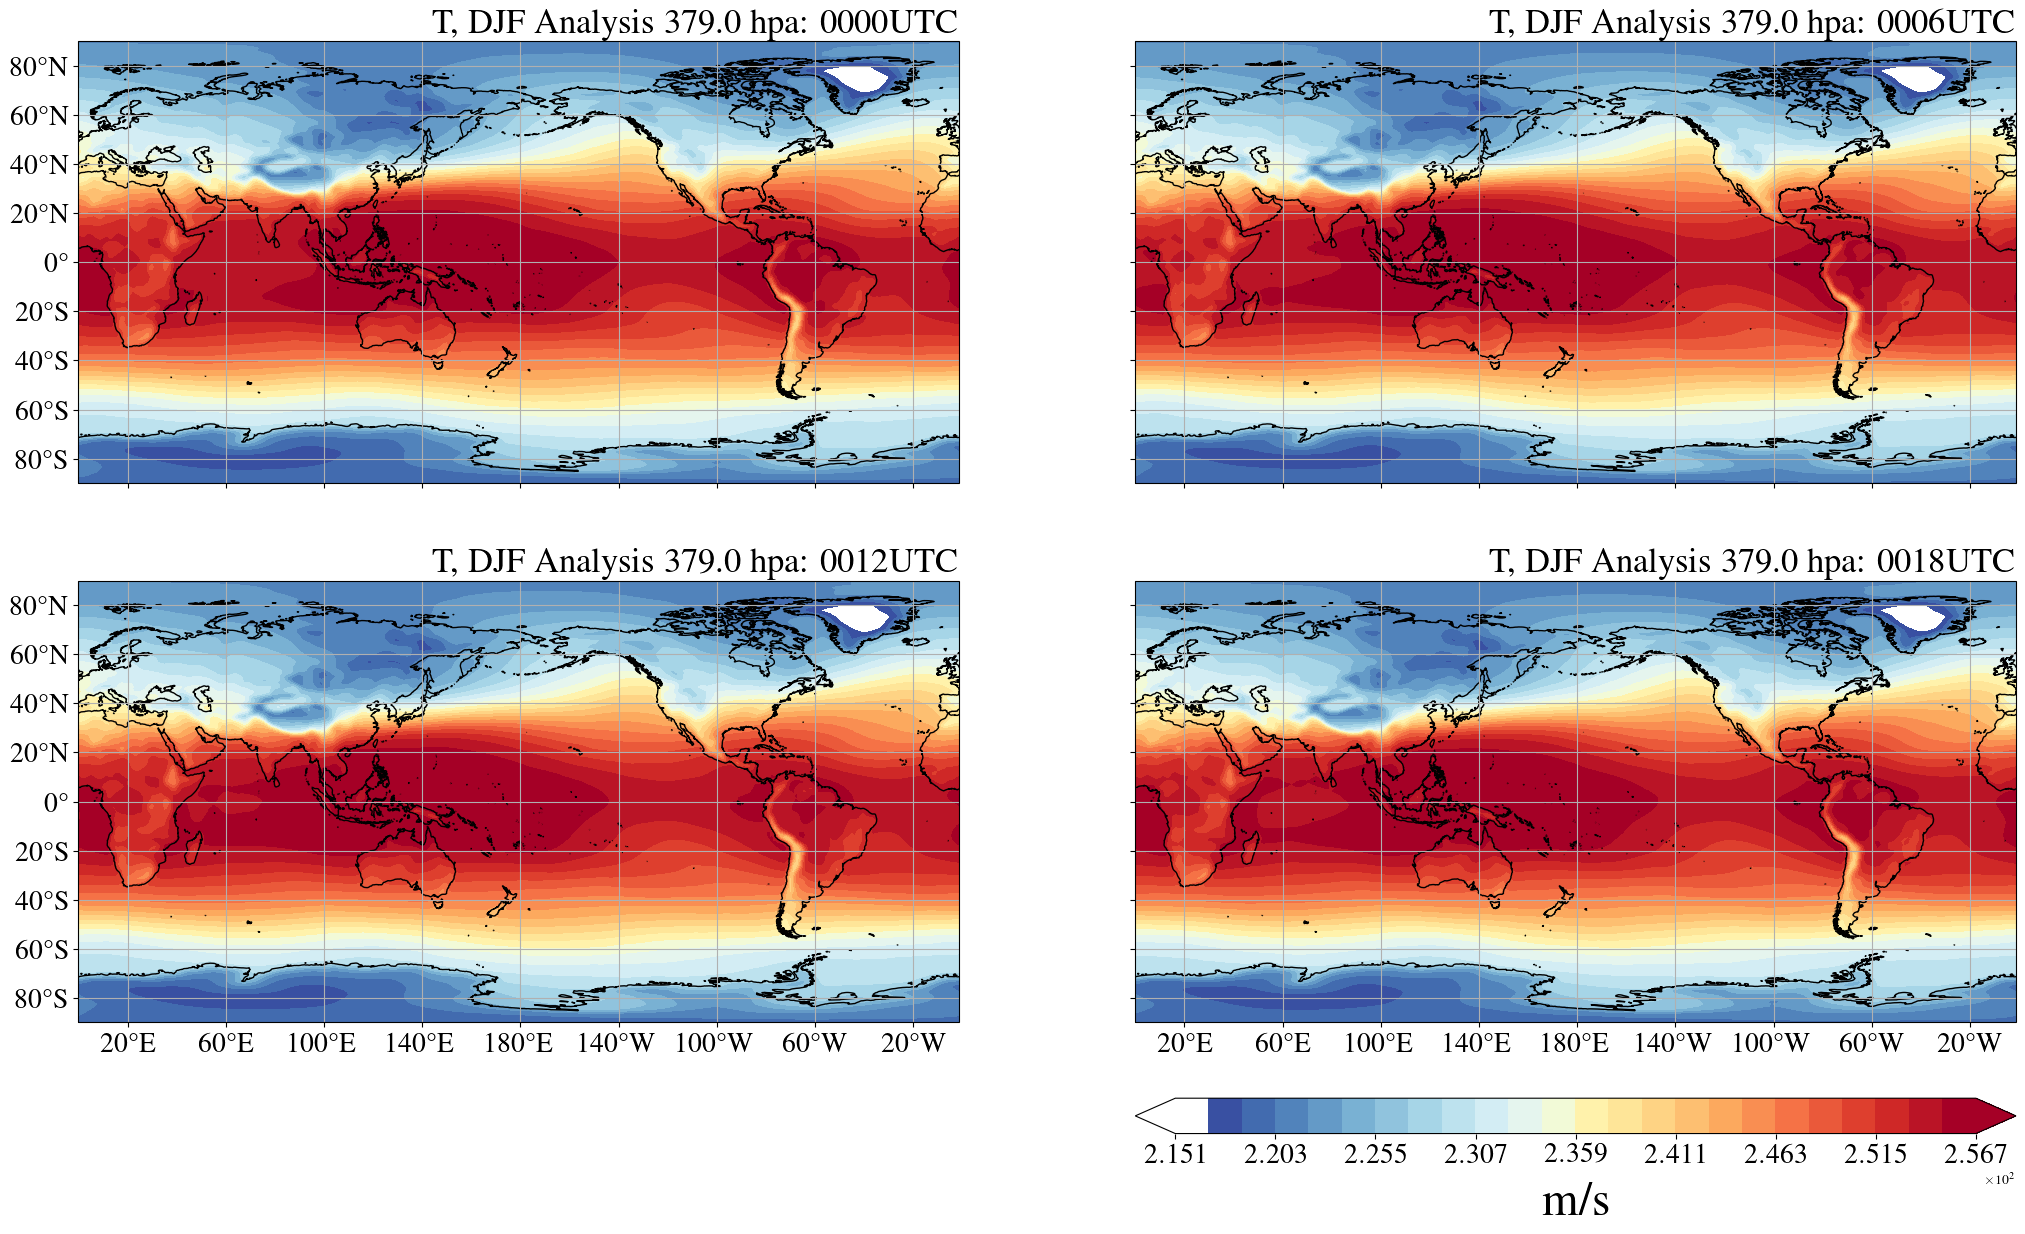 T, DJF Analysis 379.0 hpa: 0000UTC
T, DJF Analysis 379.0 hpa: 0006UTC
80°N
60°N
40°N
20°N
0°
20°S
40°S
60°S
80°S
T, DJF Analysis 379.0 hpa: 0012UTC
T, DJF Analysis 379.0 hpa: 0018UTC
80°N
60°N
40°N
20°N
0°
20°S
40°S
60°S
80°S
20°E 60°E 100°E 140°E 180°E 140°W 100°W 60°W 20°W
20°E 60°E 100°E 140°E 180°E 140°W 100°W 60°W 20°W
2.151 2.203 2.255 2.307 2.359 2.411 2.463 2.515 2.567
×10²
m/s